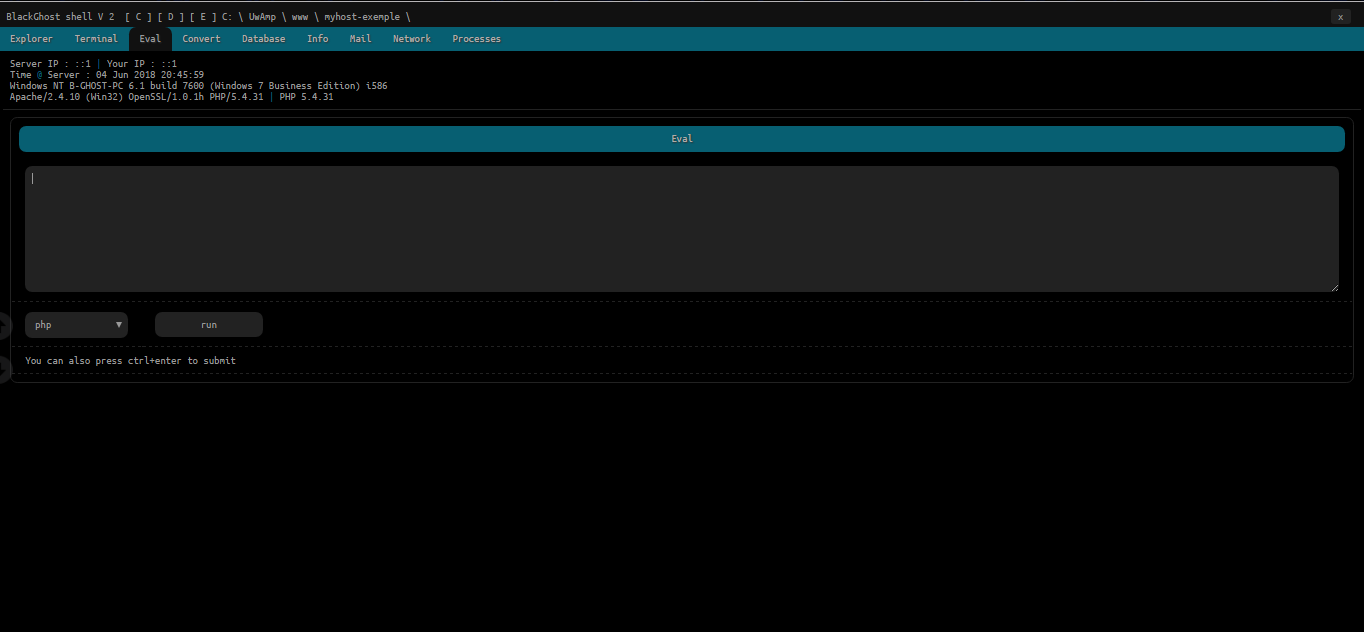 BlackGhost shell V 2 [ C ] [ D ] [ E ] C: \ UwAmp \ www \ myhost-exemple \ x
Explorer Terminal Eval Convert Database Info Mail Network Processes
Server IP : ::1 | Your IP : ::1
Time @ Server : 04 Jun 2018 20:45:59
Windows NT B-GHOST-PC 6.1 build 7600 (Windows 7 Business Edition) i586
Apache/2.4.10 (Win32) OpenSSL/1.0.1h PHP/5.4.31 | PHP 5.4.31
Eval
php run
You can also press ctrl+enter to submit